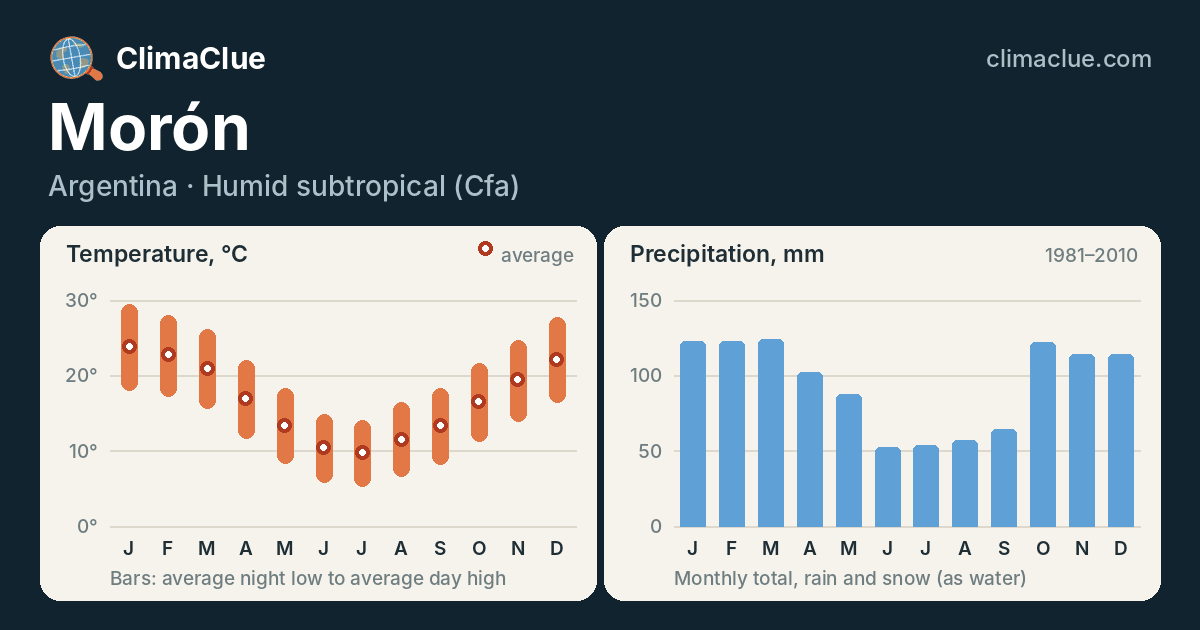 ClimaClue
climaclue.com
Morón
Argentina · Humid subtropical (Cfa)
Temperature, °C
average
30°
20°
10°
0°
J F M A M J J A S O N D
Bars: average night low to average day high
Precipitation, mm
1981–2010
150
100
50
0
J F M A M J J A S O N D
Monthly total, rain and snow (as water)